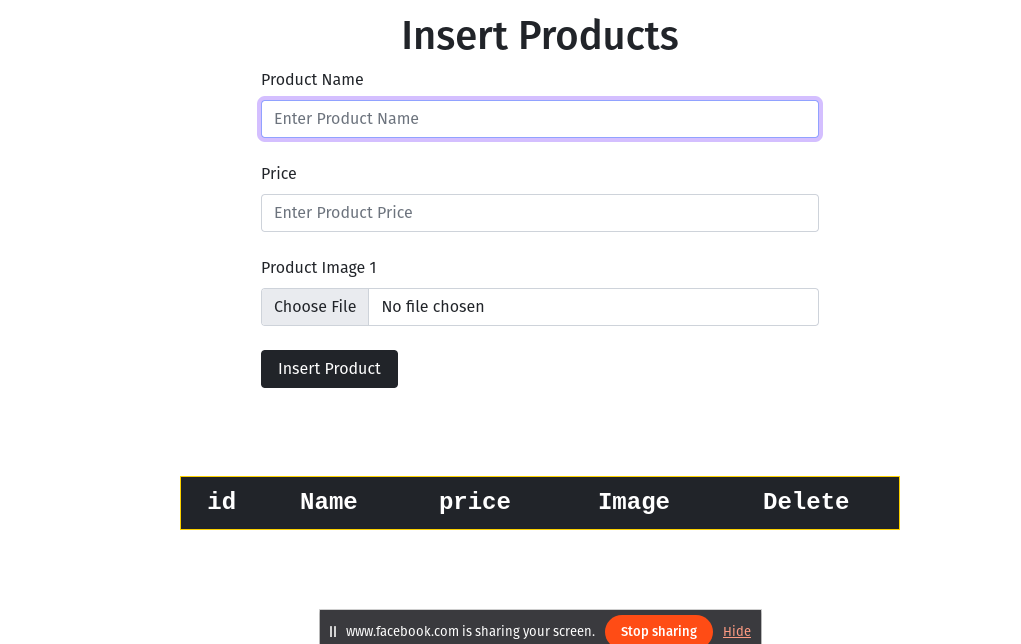 Insert Products
Product Name
Enter Product Name
Price
Enter Product Price
Product Image 1
Choose File No file chosen
Insert Product
id Name price Image Delete
www.facebook.com is sharing your screen. Stop sharing Hide